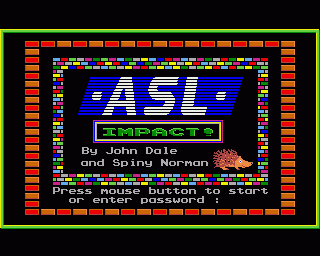 ·ASL·
IMPACT!
By John Dale
and Spiny Norman
Press mouse button to start
or enter password :